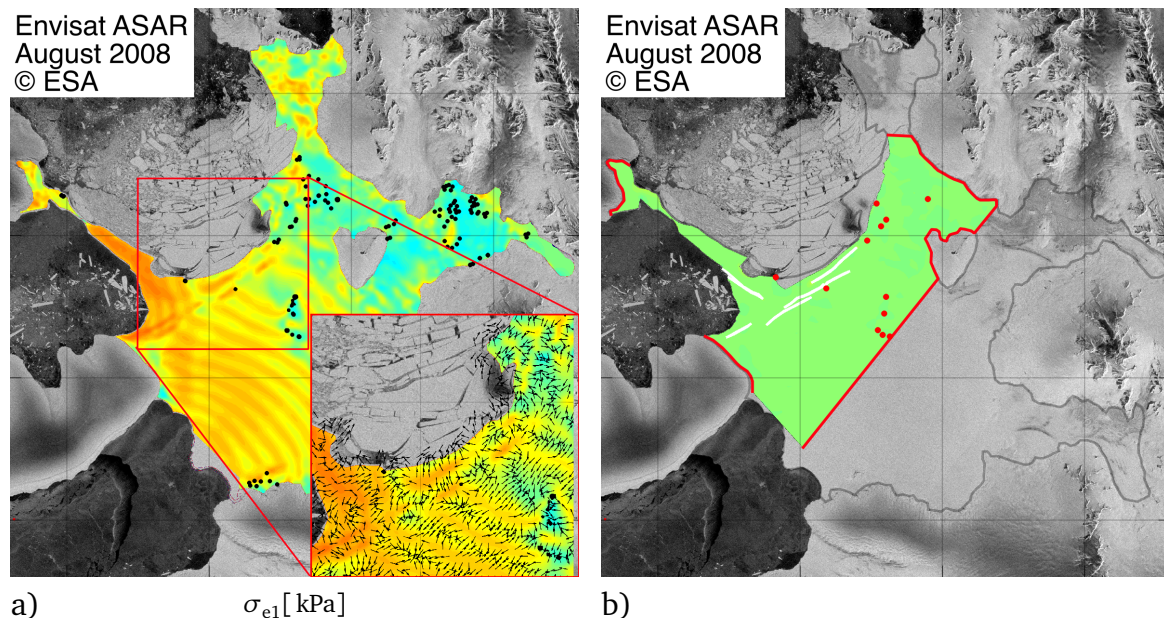 Envisat ASAR
August 2008
© ESA
Envisat ASAR
August 2008
© ESA
a)
σe1[ kPa]
b)